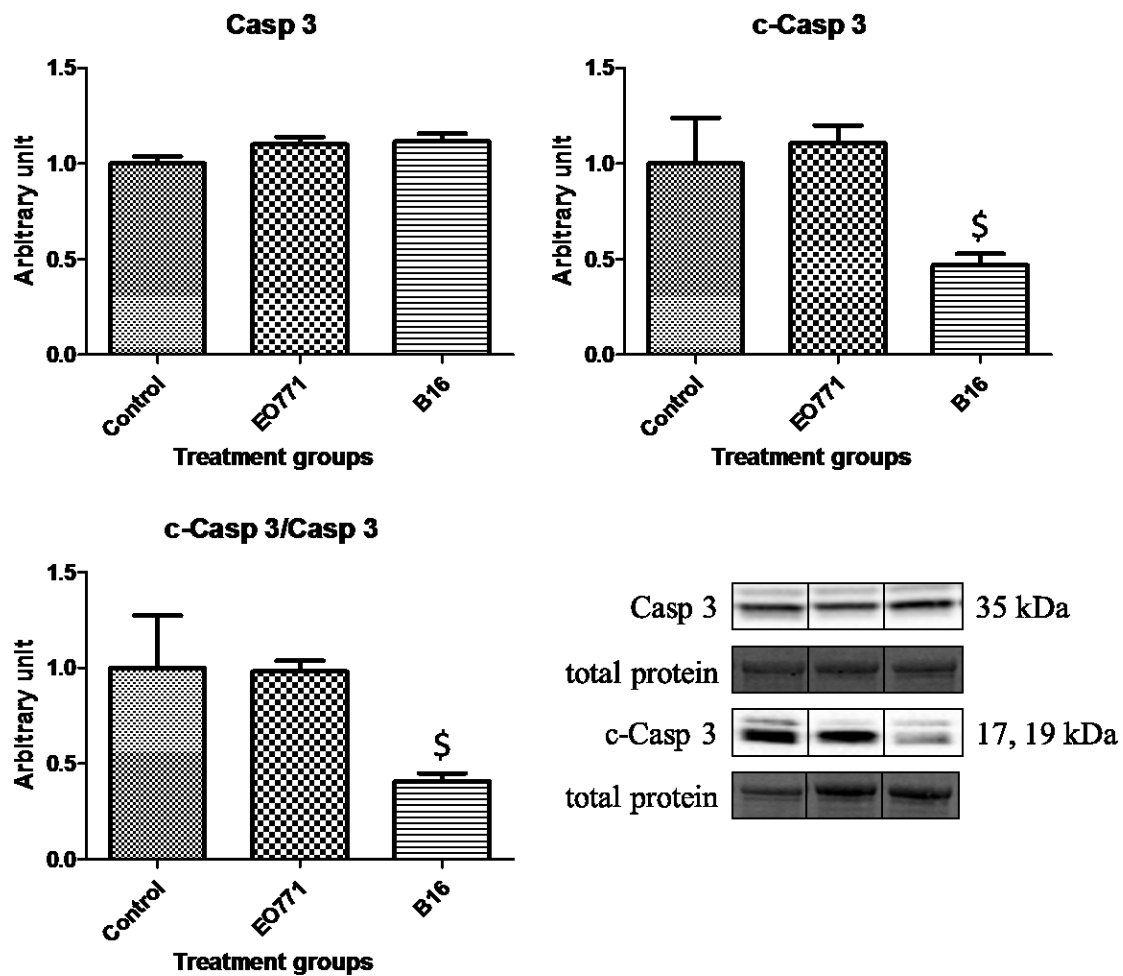 Casp 3
1.5
1.0
0.5
0.0
Arbitrary unit
Control
EO771
B16
Treatment groups
c-Casp 3
1.5
1.0
0.5
0.0
Arbitrary unit
$
Control
EO771
B16
Treatment groups
c-Casp 3/Casp 3
1.5
1.0
0.5
0.0
Arbitrary unit
$
Control
EO771
B16
Treatment groups
Casp 3 35 kDa
total protein
c-Casp 3 17, 19 kDa
total protein